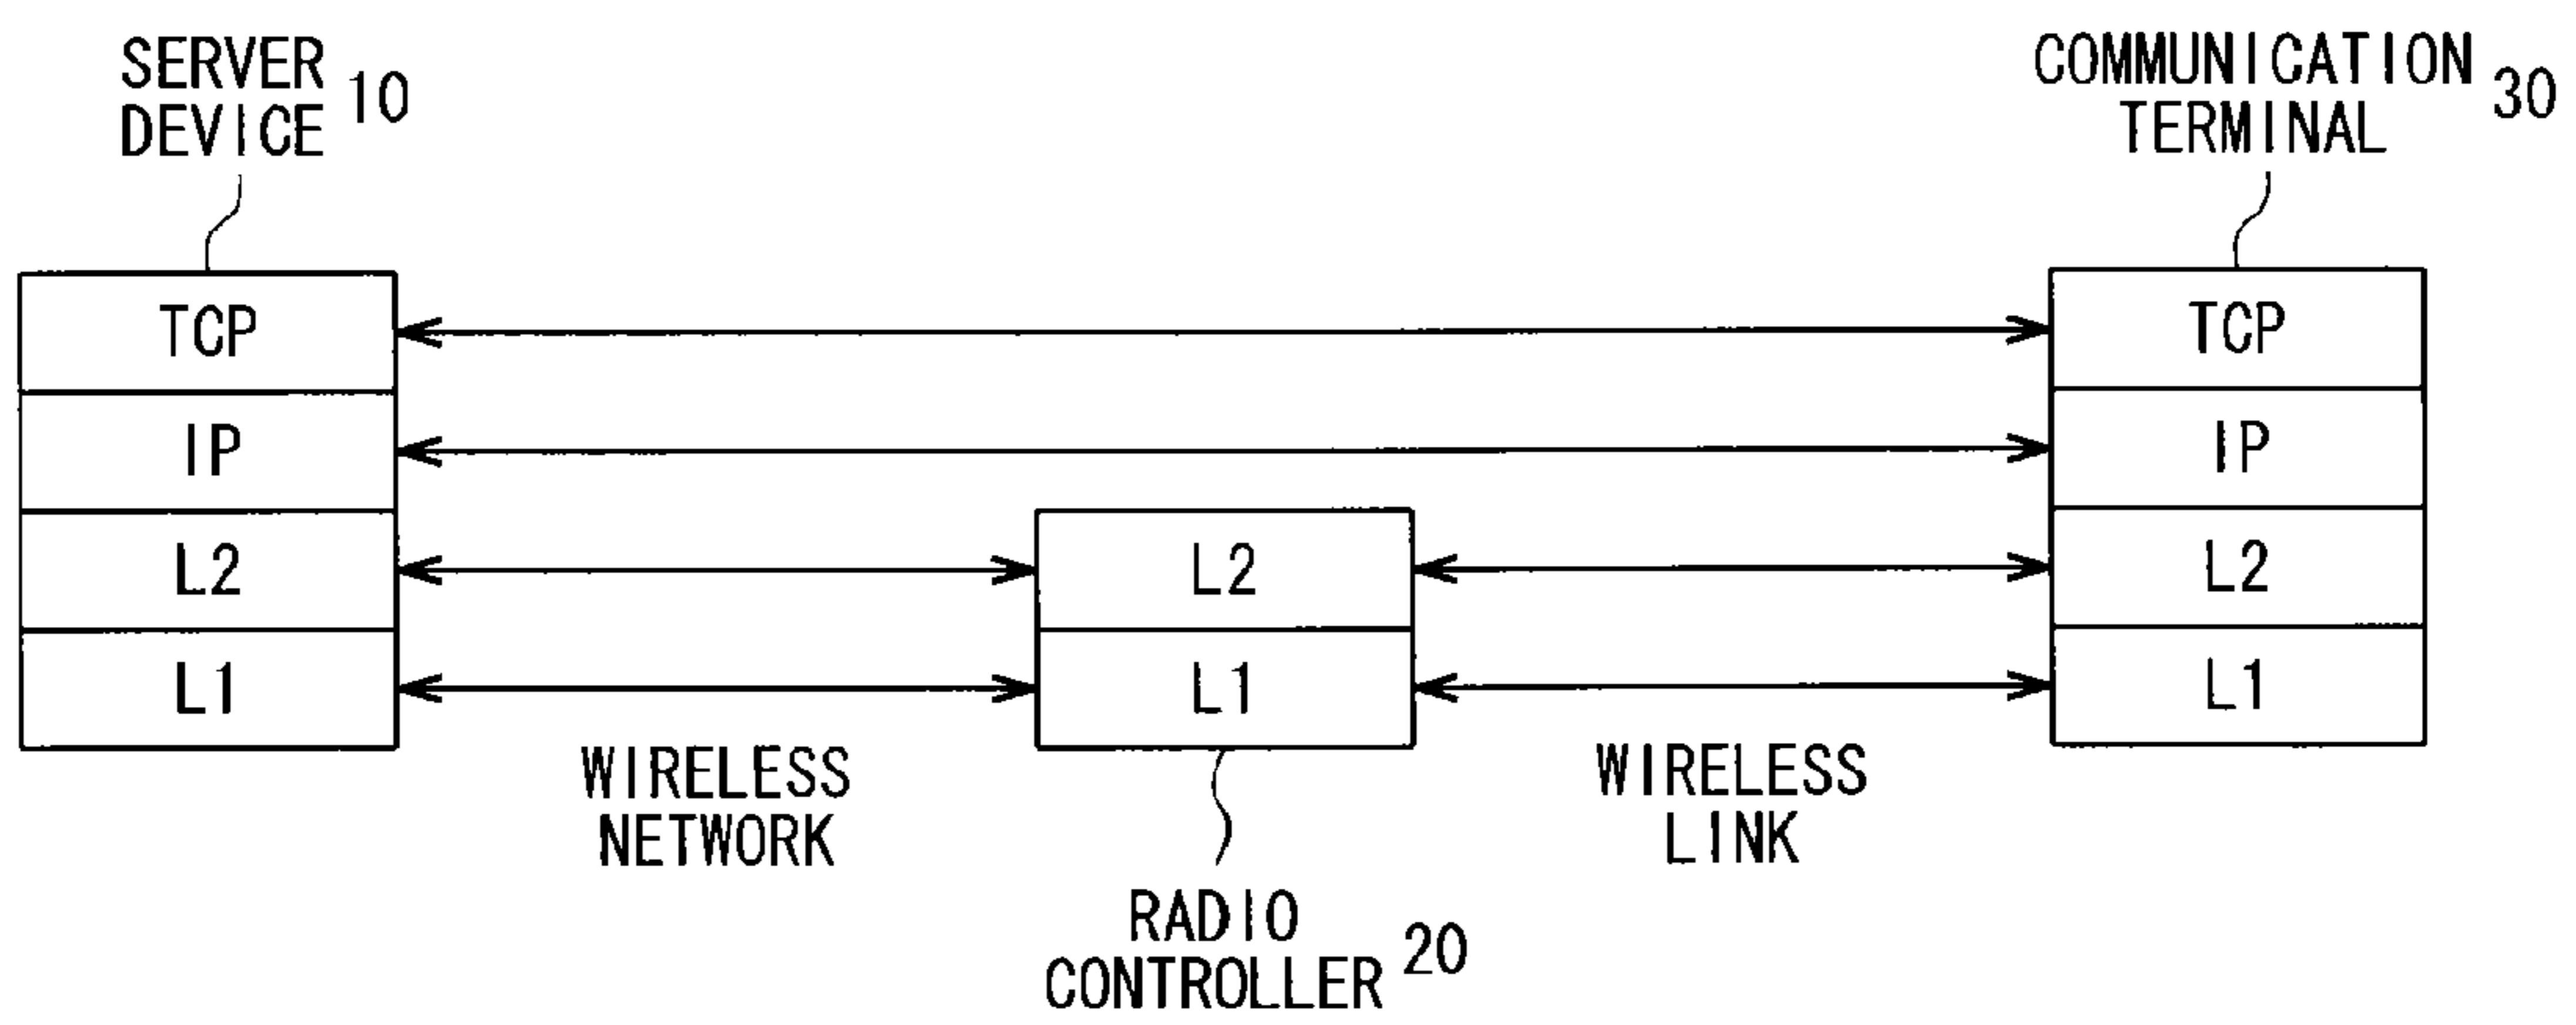 SERVER
DEVICE 10
COMMUNICATION
TERMINAL 30
TCP
TCP
IP
IP
L2
L2
L2
L1
L1
L1
WIRELESS
NETWORK
WIRELESS
LINK
RADIO
CONTROLLER 20